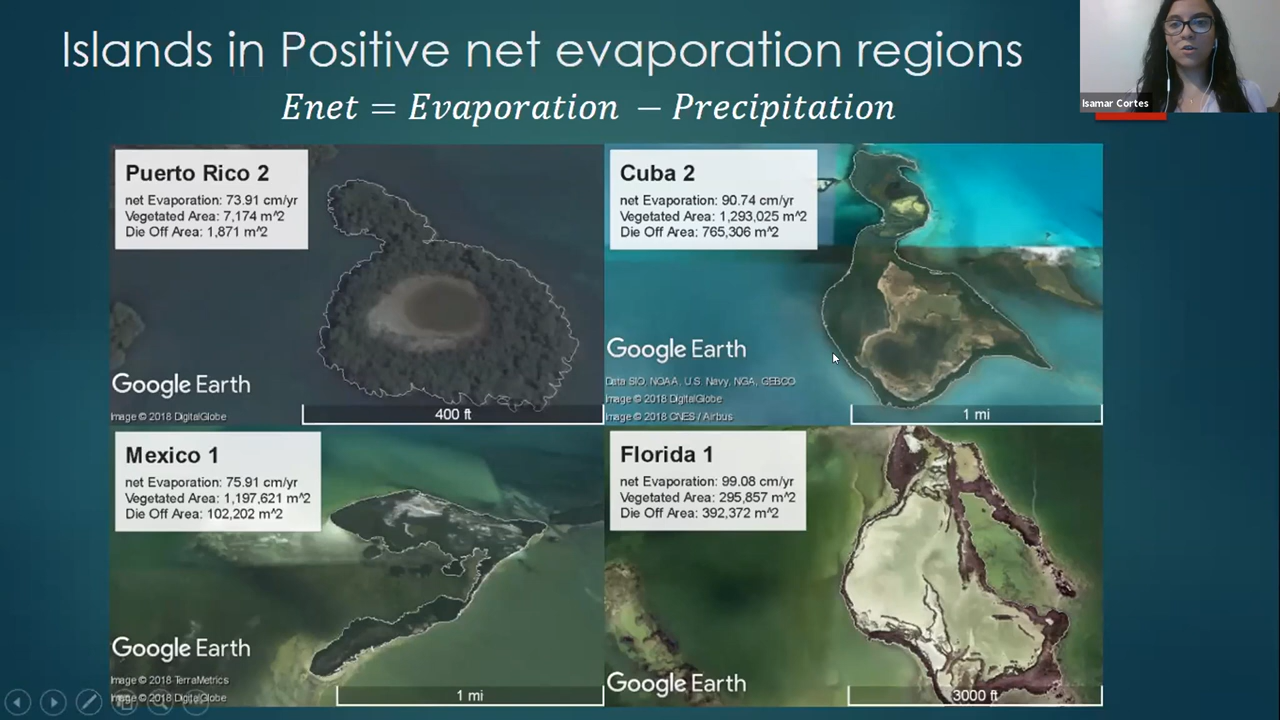 Islands in Positive net evaporation regions
Enet = Evaporation − Precipitation
Isamar Cortes
Puerto Rico 2
net Evaporation: 73.91 cm/yr
Vegetated Area: 7,174 m^2
Die Off Area: 1,871 m^2
Google Earth
Image © 2018 DigitalGlobe
400 ft
Cuba 2
net Evaporation: 90.74 cm/yr
Vegetated Area: 1,293,025 m^2
Die Off Area: 765,306 m^2
Google Earth
Data SIO, NOAA, U.S. Navy, NGA, GEBCO
Image © 2018 DigitalGlobe
Image © 2018 CNES / Airbus
1 mi
Mexico 1
net Evaporation: 75.91 cm/yr
Vegetated Area: 1,197,621 m^2
Die Off Area: 102,202 m^2
Google Earth
Image © 2018 TerraMetrics
Image © 2018 DigitalGlobe
1 mi
Florida 1
net Evaporation: 99.08 cm/yr
Vegetated Area: 295,857 m^2
Die Off Area: 392,372 m^2
Google Earth
3000 ft